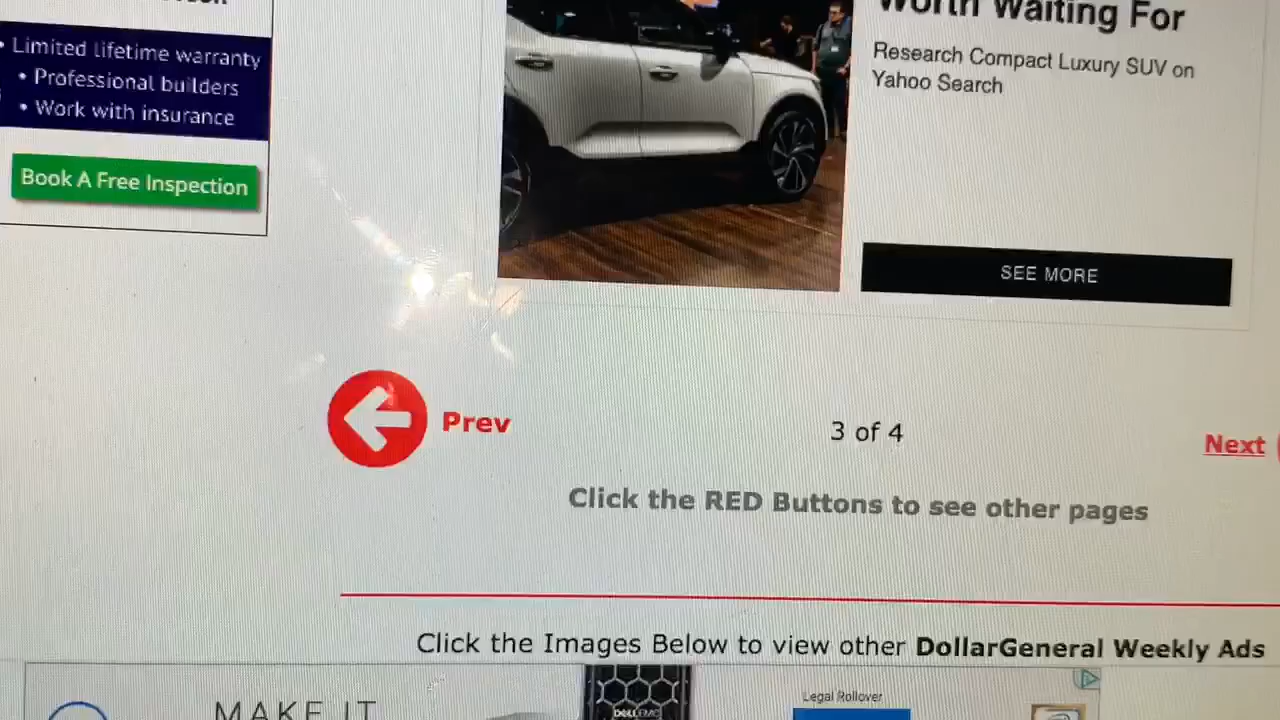 • Limited lifetime warranty
• Professional builders
• Work with insurance
Book A Free Inspection
Worth Waiting For
Research Compact Luxury SUV on
Yahoo Search
SEE MORE
Prev
3 of 4
Next
Click the RED Buttons to see other pages
Click the Images Below to view other DollarGeneral Weekly Ads
MAKE IT
DELLEMC
Legal Rollover